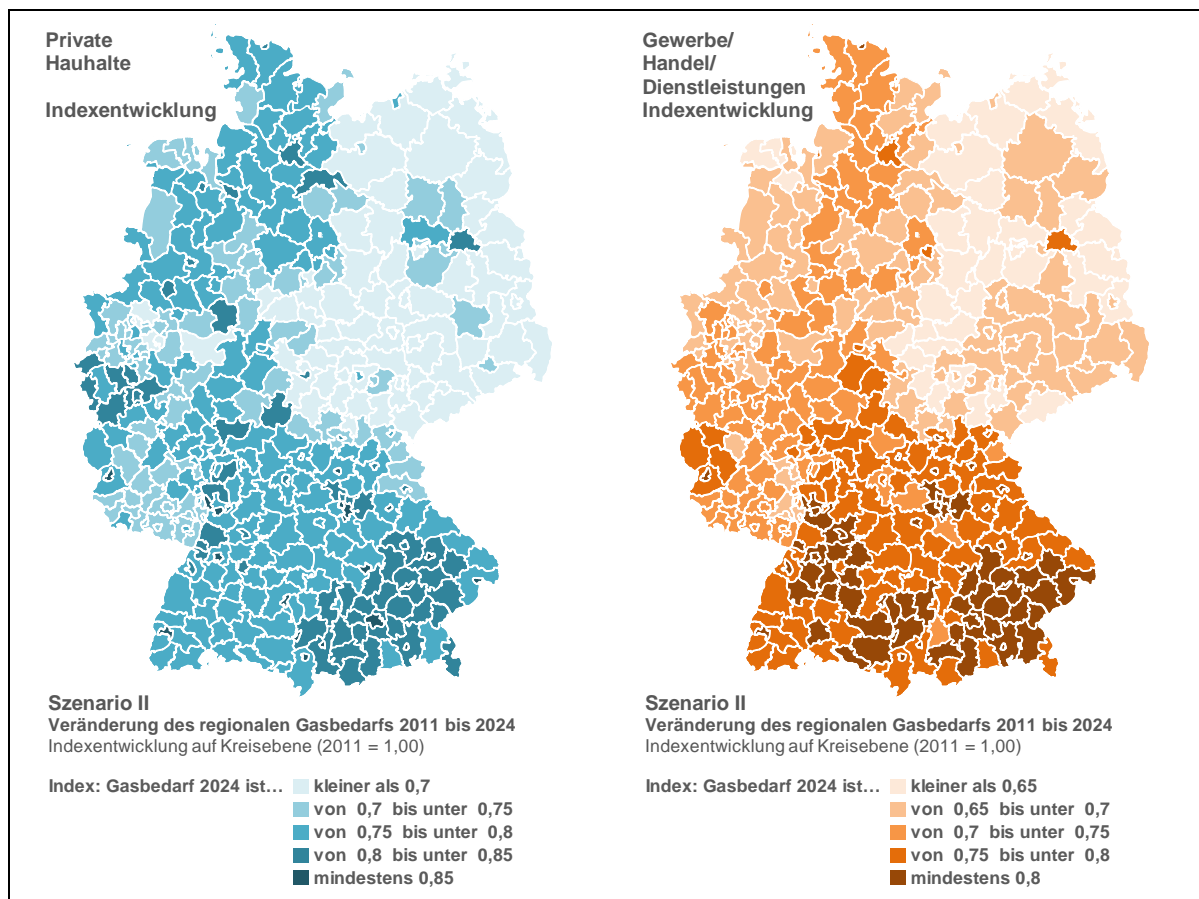 Private
Hauhalte
Indexentwicklung
Szenario II
Veränderung des regionalen Gasbedarfs 2011 bis 2024
Indexentwicklung auf Kreisebene (2011 = 1,00)
Index: Gasbedarf 2024 ist…
kleiner als 0,7
von 0,7 bis unter 0,75
von 0,75 bis unter 0,8
von 0,8 bis unter 0,85
mindestens 0,85
Gewerbe/
Handel/
Dienstleistungen
Indexentwicklung
Szenario II
Veränderung des regionalen Gasbedarfs 2011 bis 2024
Indexentwicklung auf Kreisebene (2011 = 1,00)
Index: Gasbedarf 2024 ist…
kleiner als 0,65
von 0,65 bis unter 0,7
von 0,7 bis unter 0,75
von 0,75 bis unter 0,8
mindestens 0,8